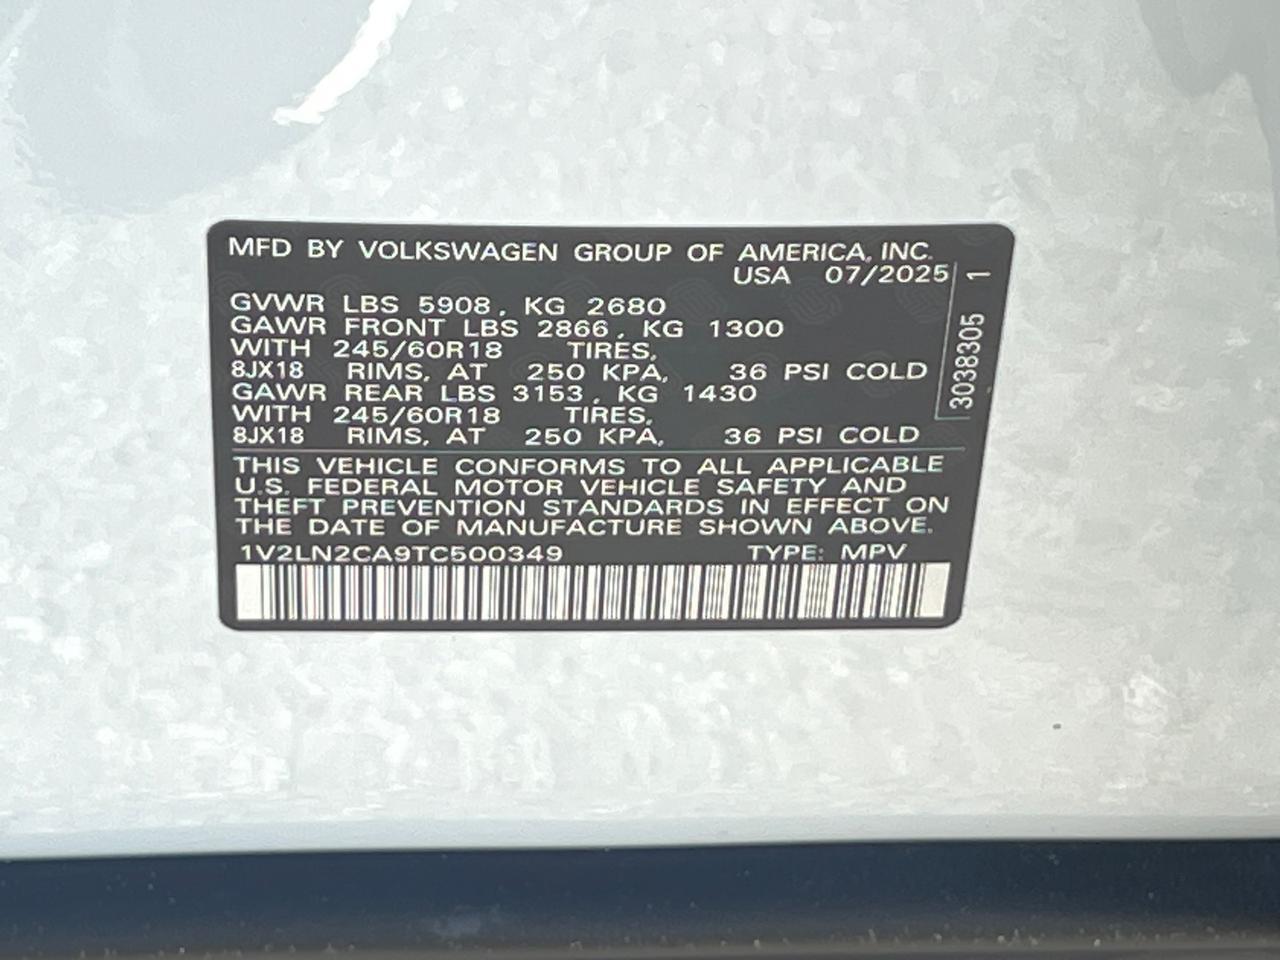 MFD BY VOLKSWAGEN GROUP OF AMERICA, INC.
USA 07/2025
GVWR LBS 5908, KG 2680
GAWR FRONT LBS 2866, KG 1300
WITH 245/60R18 TIRES,
8JX18 RIMS, AT 250 KPA, 36 PSI COLD
GAWR REAR LBS 3153, KG 1430
WITH 245/60R18 TIRES,
8JX18 RIMS, AT 250 KPA, 36 PSI COLD
3038305 1
THIS VEHICLE CONFORMS TO ALL APPLICABLE
U.S. FEDERAL MOTOR VEHICLE SAFETY AND
THEFT PREVENTION STANDARDS IN EFFECT ON
THE DATE OF MANUFACTURE SHOWN ABOVE.
1V2LN2CA9TC500349 TYPE: MPV